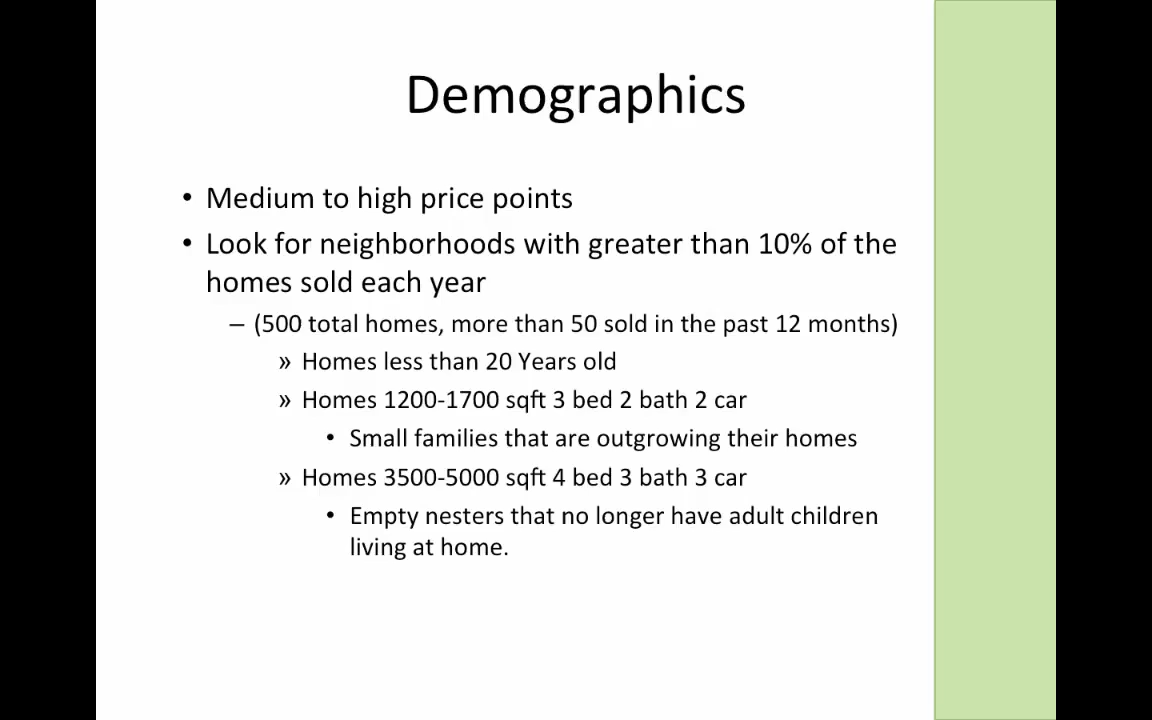 Demographics
• Medium to high price points
• Look for neighborhoods with greater than 10% of the
homes sold each year
– (500 total homes, more than 50 sold in the past 12 months)
» Homes less than 20 Years old
» Homes 1200-1700 sqft 3 bed 2 bath 2 car
• Small families that are outgrowing their homes
» Homes 3500-5000 sqft 4 bed 3 bath 3 car
• Empty nesters that no longer have adult children
living at home.